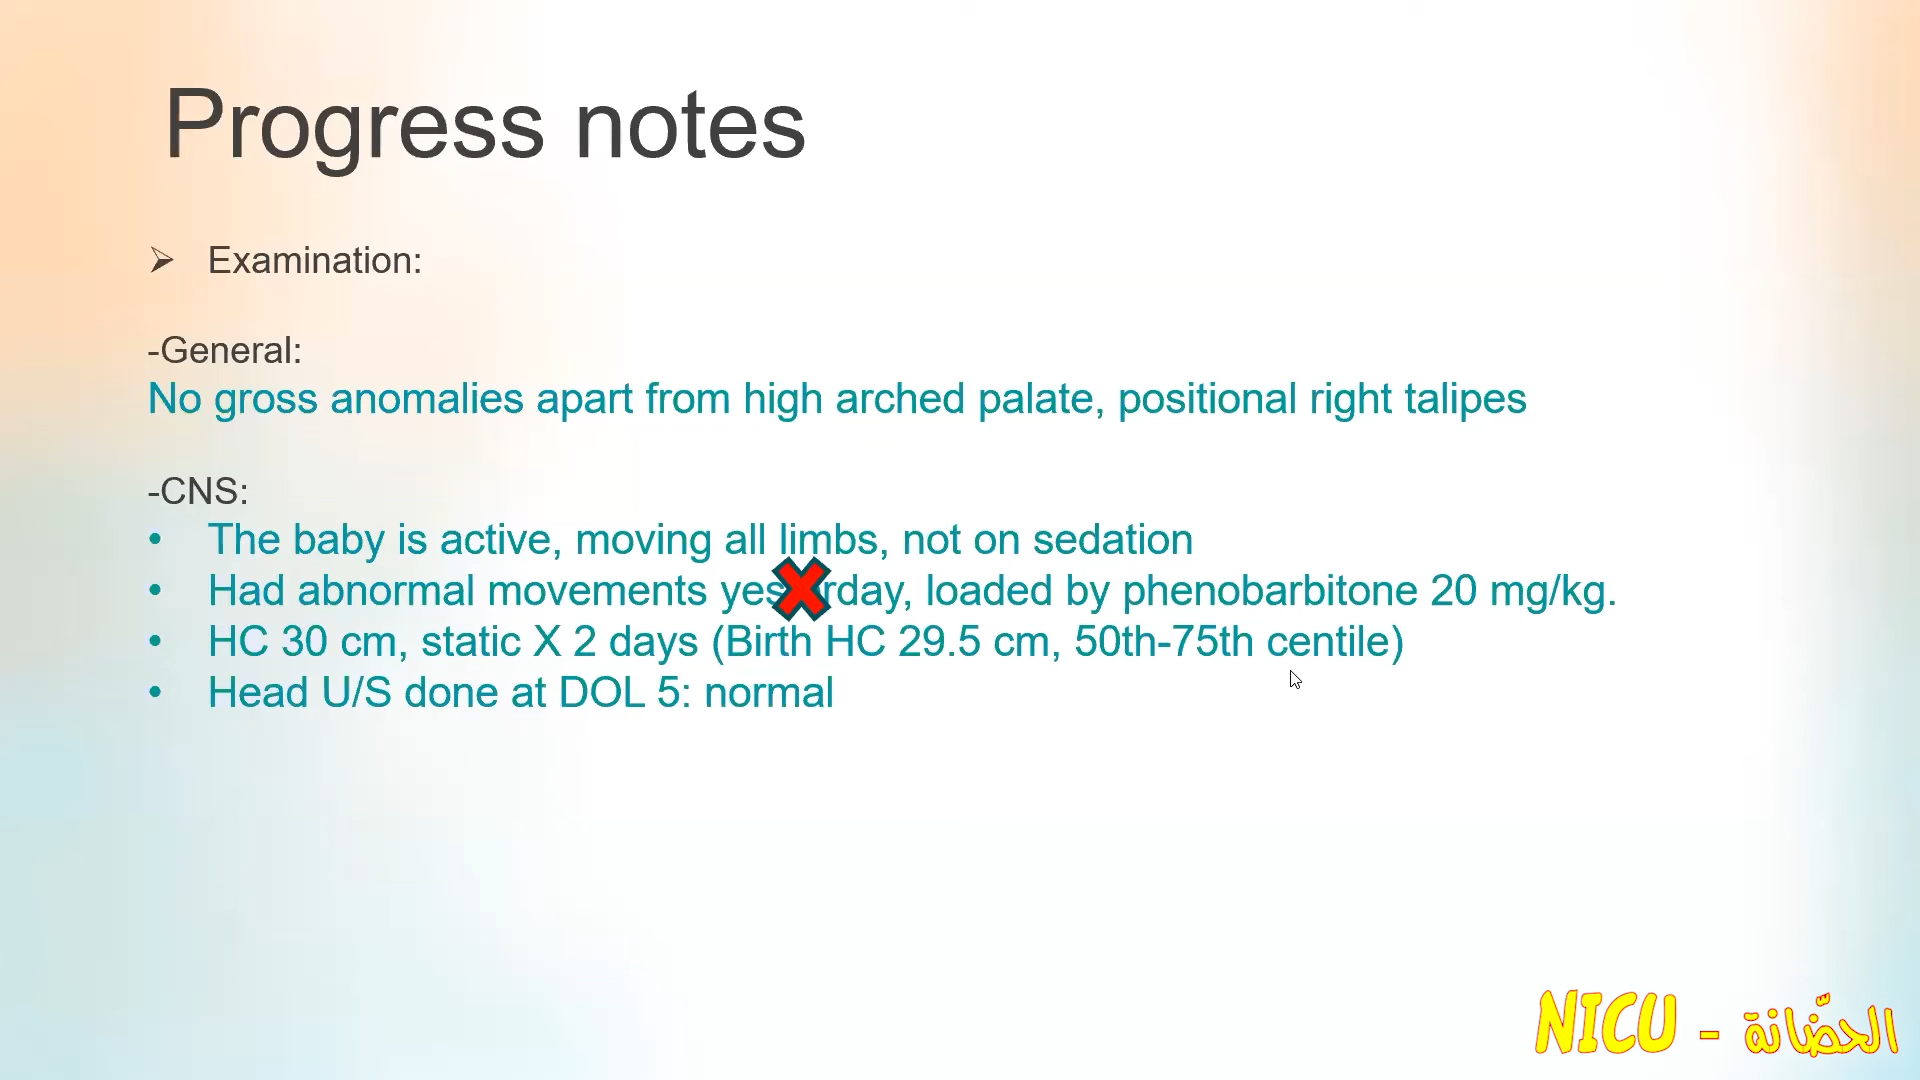 Progress notes
Examination:
-General:
No gross anomalies apart from high arched palate, positional right talipes
-CNS:
The baby is active, moving all limbs, not on sedation
Had abnormal movements yesterday, loaded by phenobarbitone 20 mg/kg.
HC 30 cm, static X 2 days (Birth HC 29.5 cm, 50th-75th centile)
Head U/S done at DOL 5: normal
NICU - الحضّانة